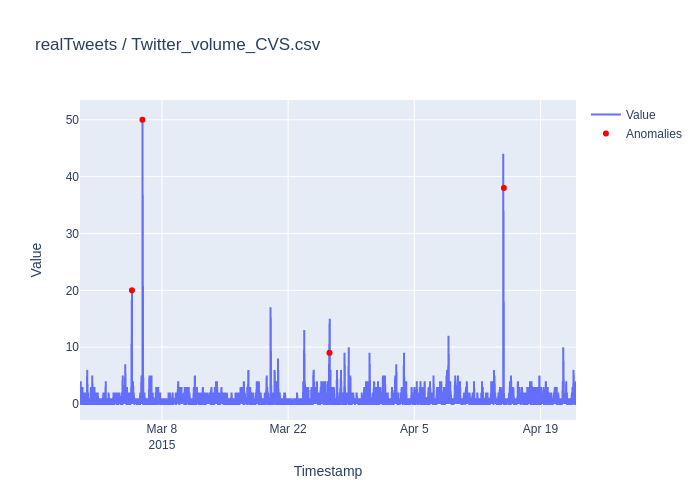 realTweets / Twitter_volume_CVS.csv
Value
Anomalies
50
40
30
20
10
0
Value
Mar 8
2015
Mar 22
Apr 5
Apr 19
Timestamp